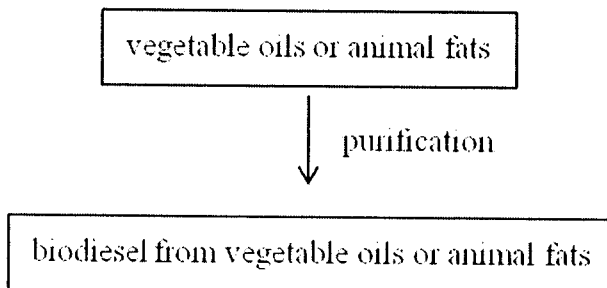 vegetable oils or animal fats
purification
biodiesel from vegetable oils or animal fats